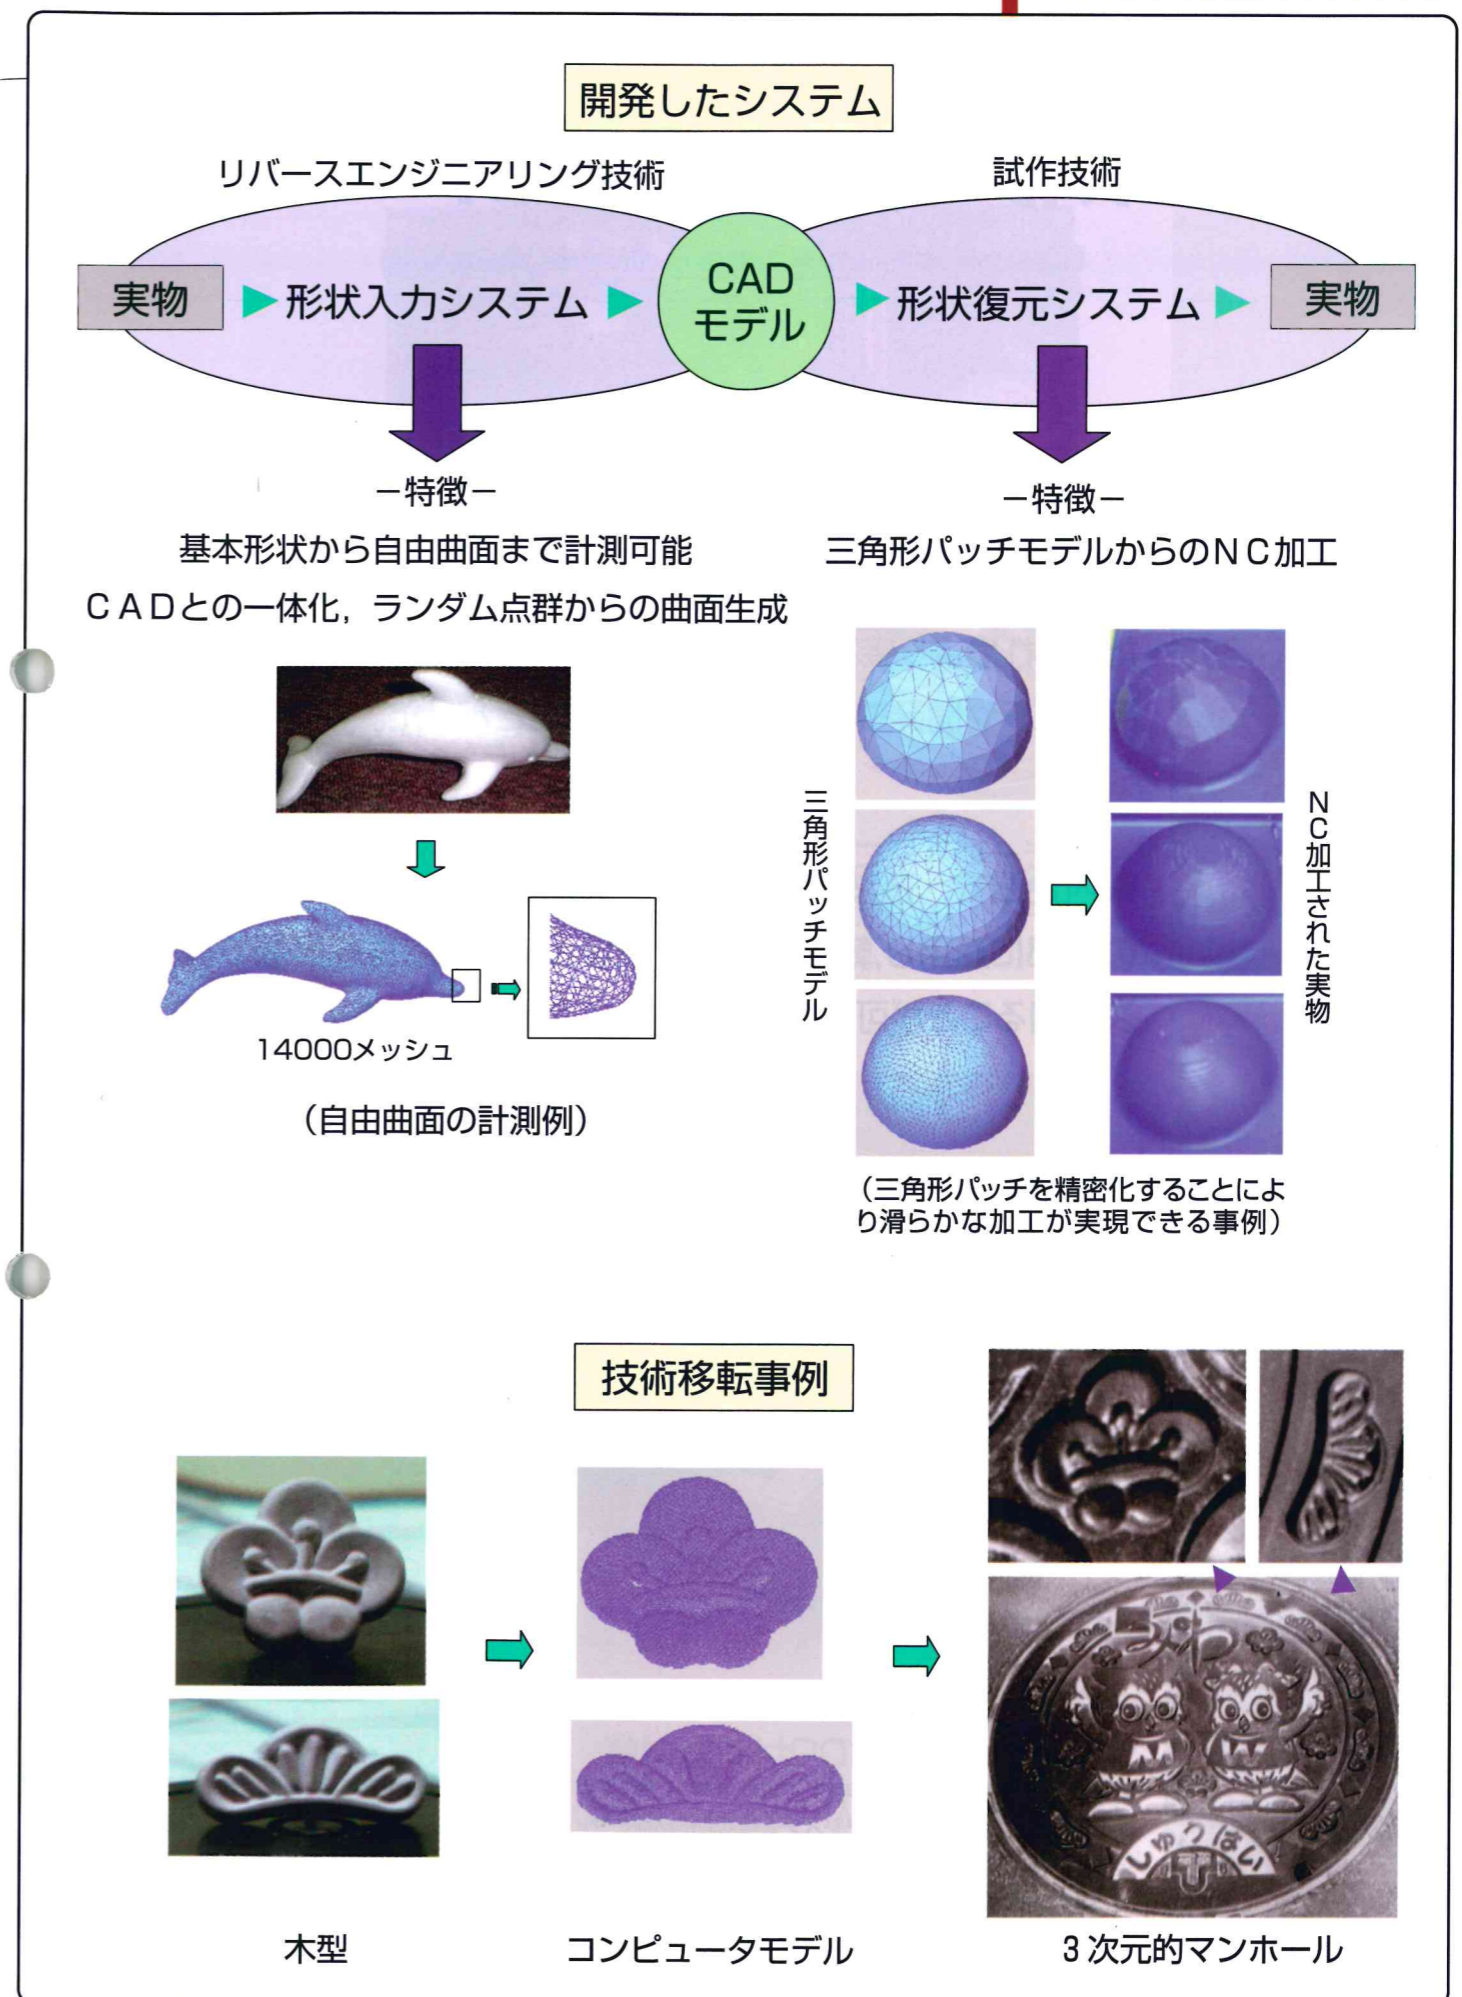 開発したシステム
リバースエンジニアリング技術
試作技術
実物
形状入力システム
CAD
モデル
形状復元システム
実物
－特徴－
基本形状から自由曲面まで計測可能
ＣＡＤとの一体化，ランダム点群からの曲面生成
14000メッシュ
（自由曲面の計測例）
－特徴－
三角形パッチモデルからのＮＣ加工
三角形パッチモデル
ＮＣ加工された実物
（三角形パッチを精密化することによ
り滑らかな加工が実現できる事例）
技術移転事例
木型
コンピュータモデル
みわ
M
W
しゅうはい
３次元的マンホール